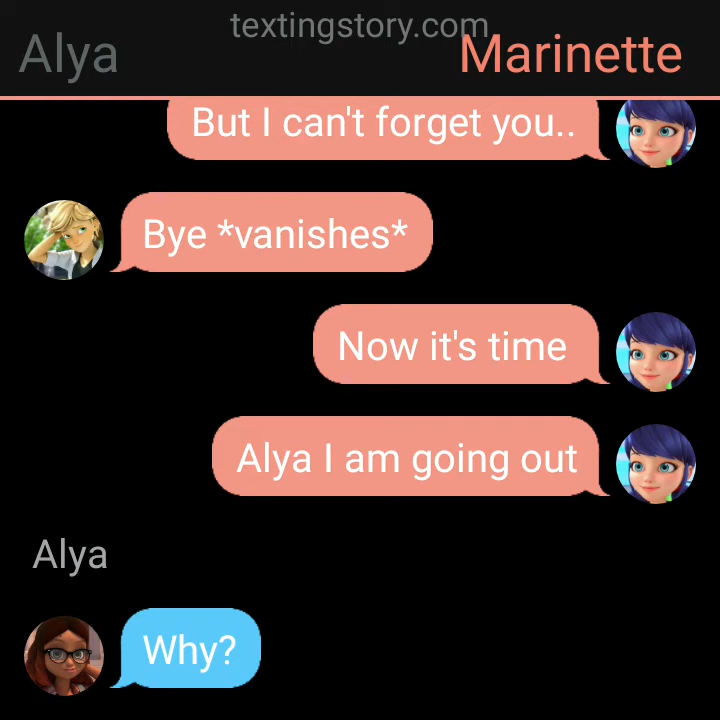 textingstory.com
Alya
Marinette
But I can't forget you..
Bye *vanishes*
Now it's time
Alya I am going out
Alya
Why?